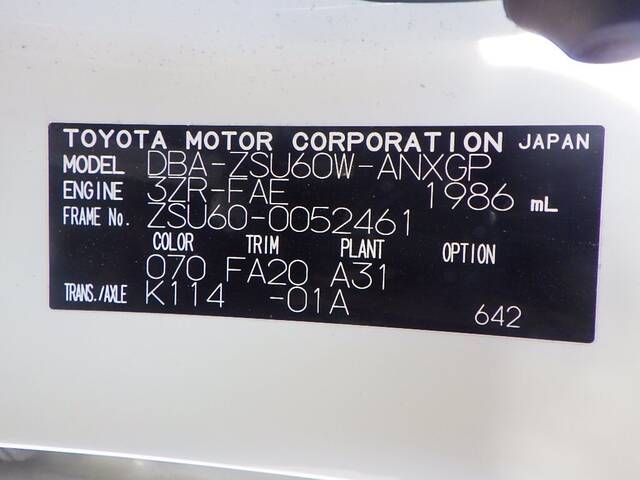 TOYOTA MOTOR CORPORATION JAPAN
MODEL DBA-ZSU60W-ANXGP
ENGINE 3ZR-FAE 1986 mL
FRAME No. ZSU60-0052461
COLOR TRIM PLANT OPTION
070 FA20 A31
TRANS./AXLE K114 -01A
642